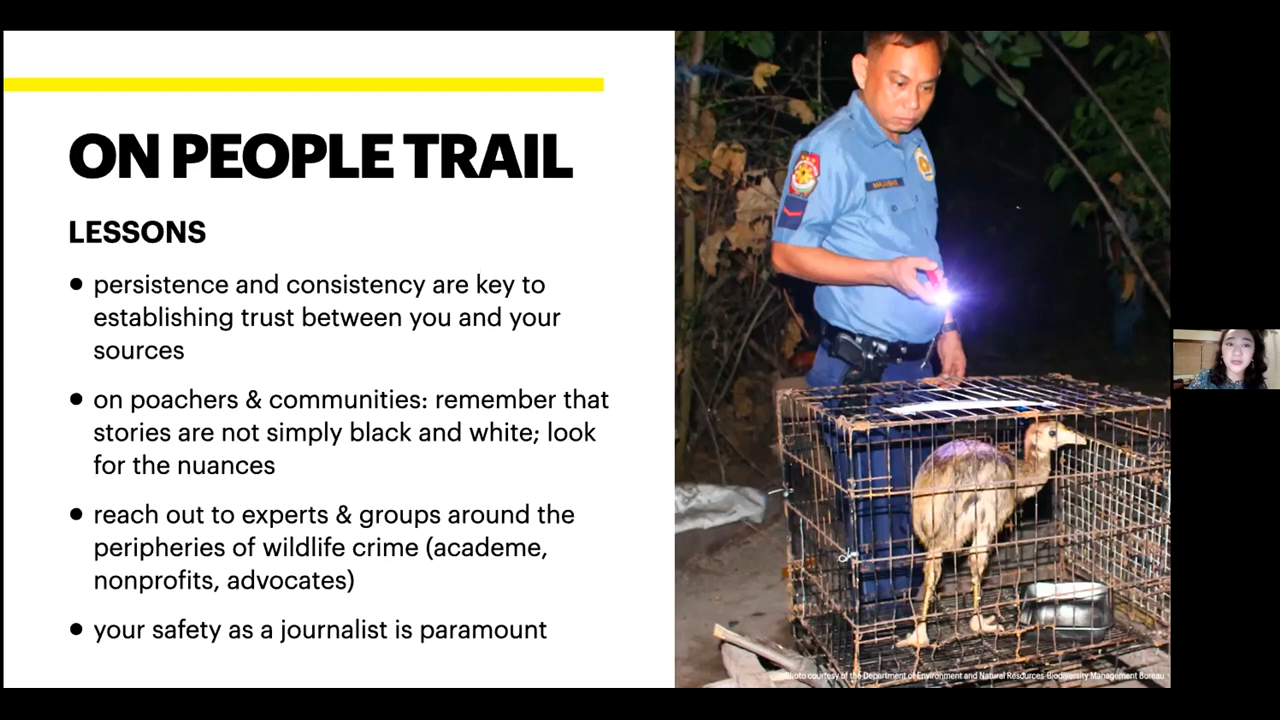 ON PEOPLE TRAIL
LESSONS
● persistence and consistency are key to
establishing trust between you and your
sources
● on poachers & communities: remember that
stories are not simply black and white; look
for the nuances
● reach out to experts & groups around the
peripheries of wildlife crime (academe,
nonprofits, advocates)
● your safety as a journalist is paramount
Photo courtesy of the Department of Environment and Natural Resources-Biodiversity Management Bureau